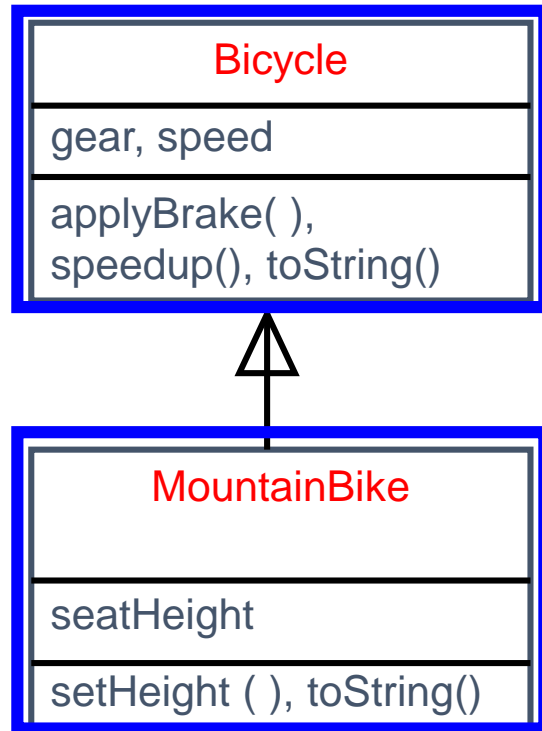 Bicycle
gear, speed
applyBrake( ),
speedup(), toString()
MountainBike
seatHeight
setHeight ( ), toString()